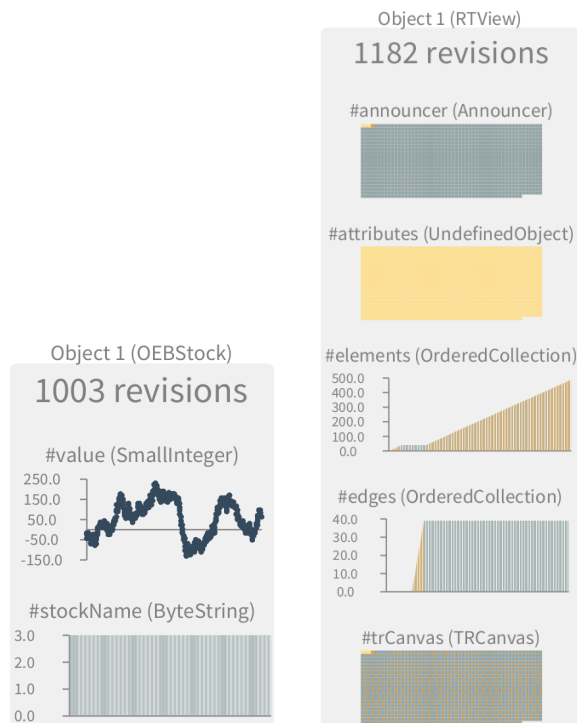 Object 1 (OEBStock)
1003 revisions
#value (SmallInteger)
250.0
150.0
50.0
-50.0
-150.0
#stockName (ByteString)
3.0
2.0
1.0
0.0
Object 1 (RTView)
1182 revisions
#announcer (Announcer)
#attributes (UndefinedObject)
#elements (OrderedCollection)
500.0
400.0
300.0
200.0
100.0
0.0
#edges (OrderedCollection)
40.0
30.0
20.0
10.0
0.0
#trCanvas (TRCanvas)